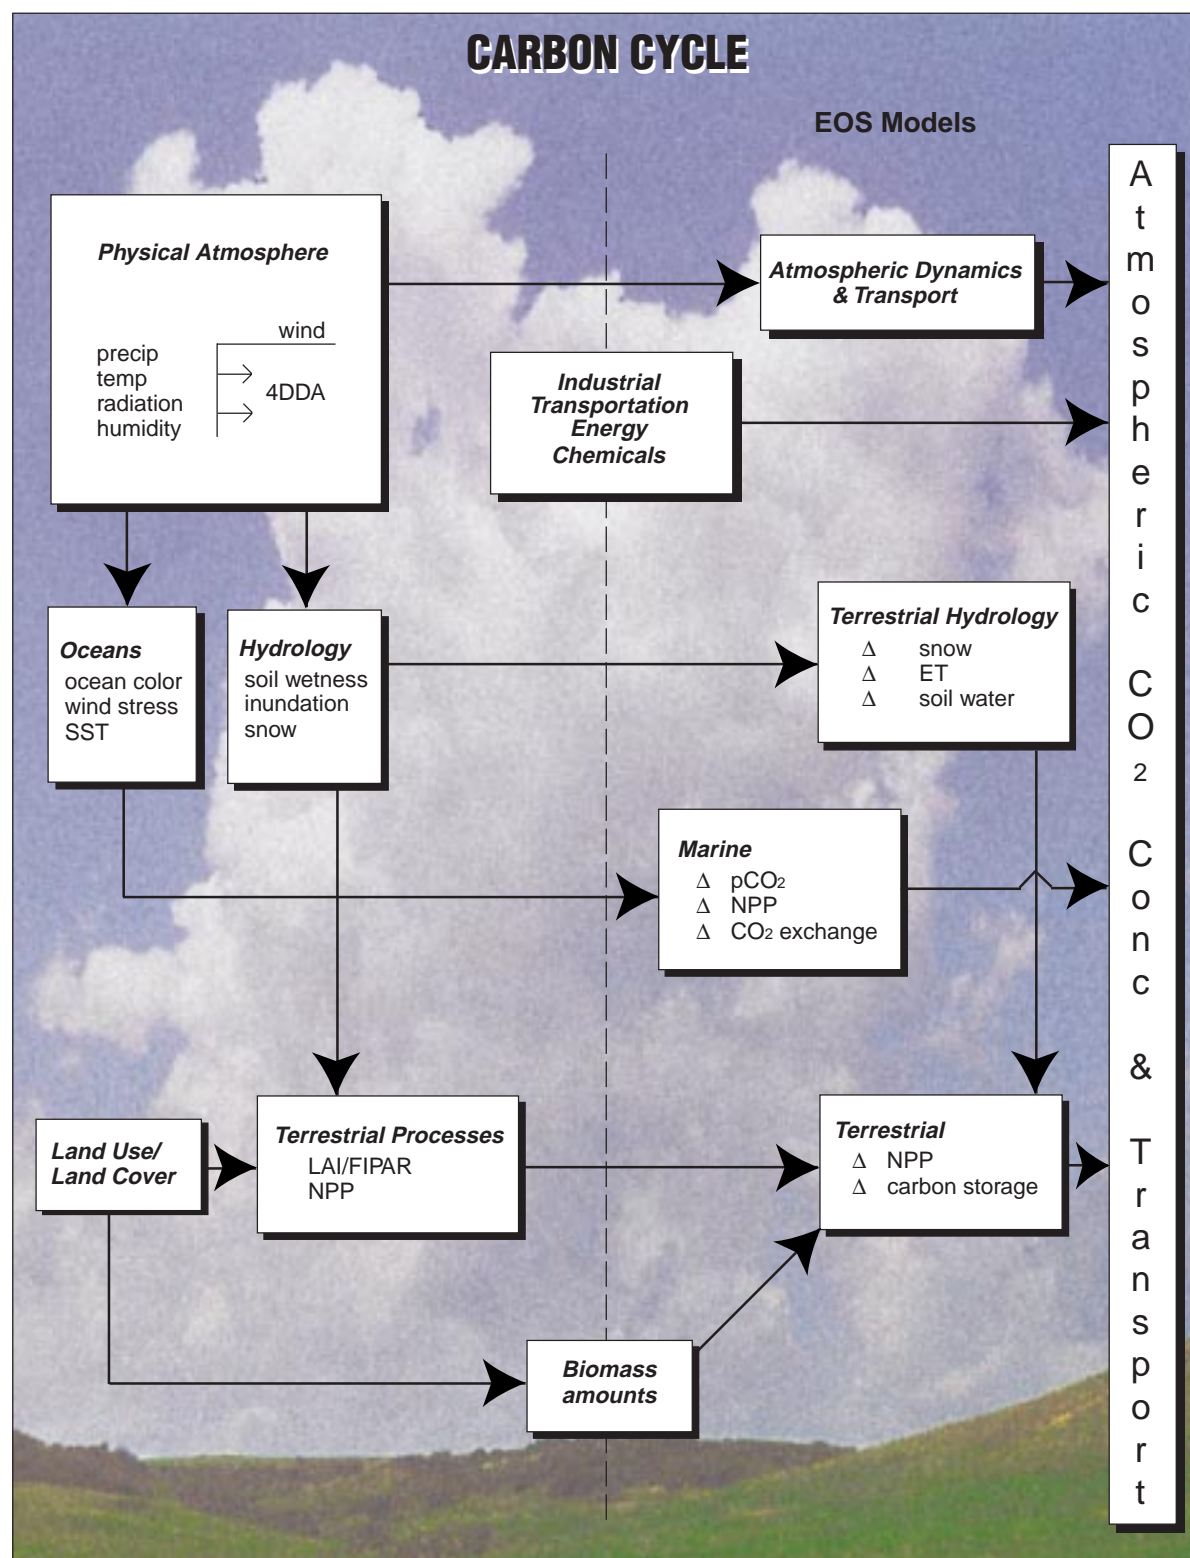 CARBON CYCLE
EOS Models
Physical Atmosphere
wind
precip
temp
radiation
humidity
4DDA
Atmospheric Dynamics
& Transport
Industrial
Transportation
Energy
Chemicals
Oceans
ocean color
wind stress
SST
Hydrology
soil wetness
inundation
snow
Terrestrial Hydrology
Δ snow
Δ ET
Δ soil water
Marine
Δ pCO2
Δ NPP
Δ CO2 exchange
Land Use/
Land Cover
Terrestrial Processes
LAI/FIPAR
NPP
Terrestrial
Δ NPP
Δ carbon storage
Biomass
amounts
Atmospheric CO2 Conc & Transport